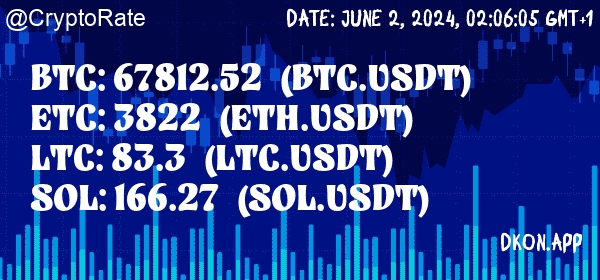 @CryptoRate
DATE: JUNE 2, 2024, 02:06:05 GMT+1
BTC: 67812.52 (BTC.USDT)
ETC: 3822 (ETH.USDT)
LTC: 83.3 (LTC.USDT)
SOL: 166.27 (SOL.USDT)
DKON.APP